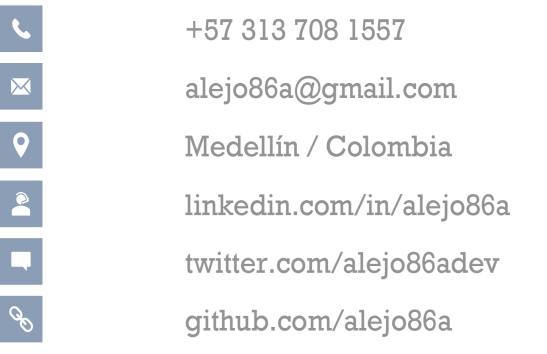 +57 313 708 1557
alejo86a@gmail.com
Medellín / Colombia
linkedin.com/in/alejo86a
twitter.com/alejo86adev
github.com/alejo86a